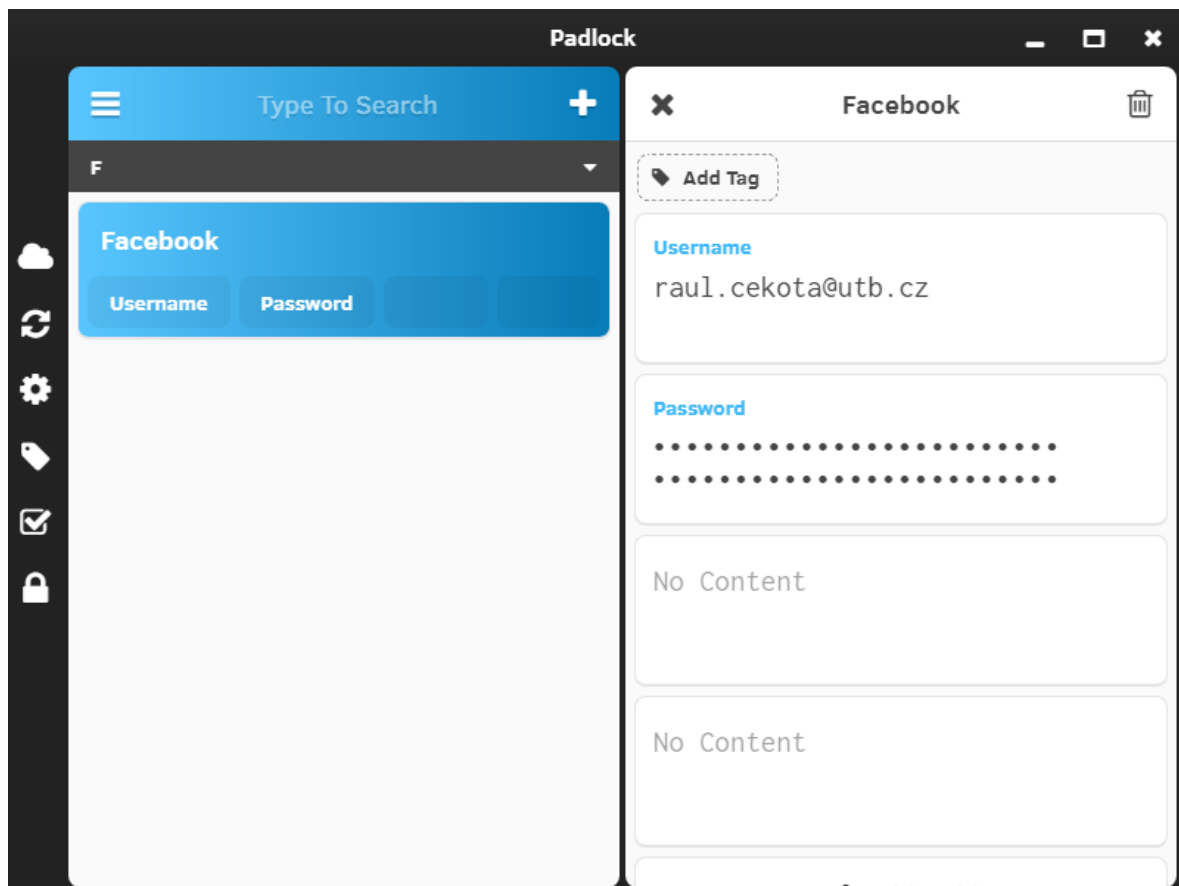 Padlock
Type To Search
F
Facebook
Username Password
Facebook
Add Tag
Username
raul.cekota@utb.cz
Password
••••••••••••••••••••••••• 
•••••••••••••••••••••••••
No Content
No Content